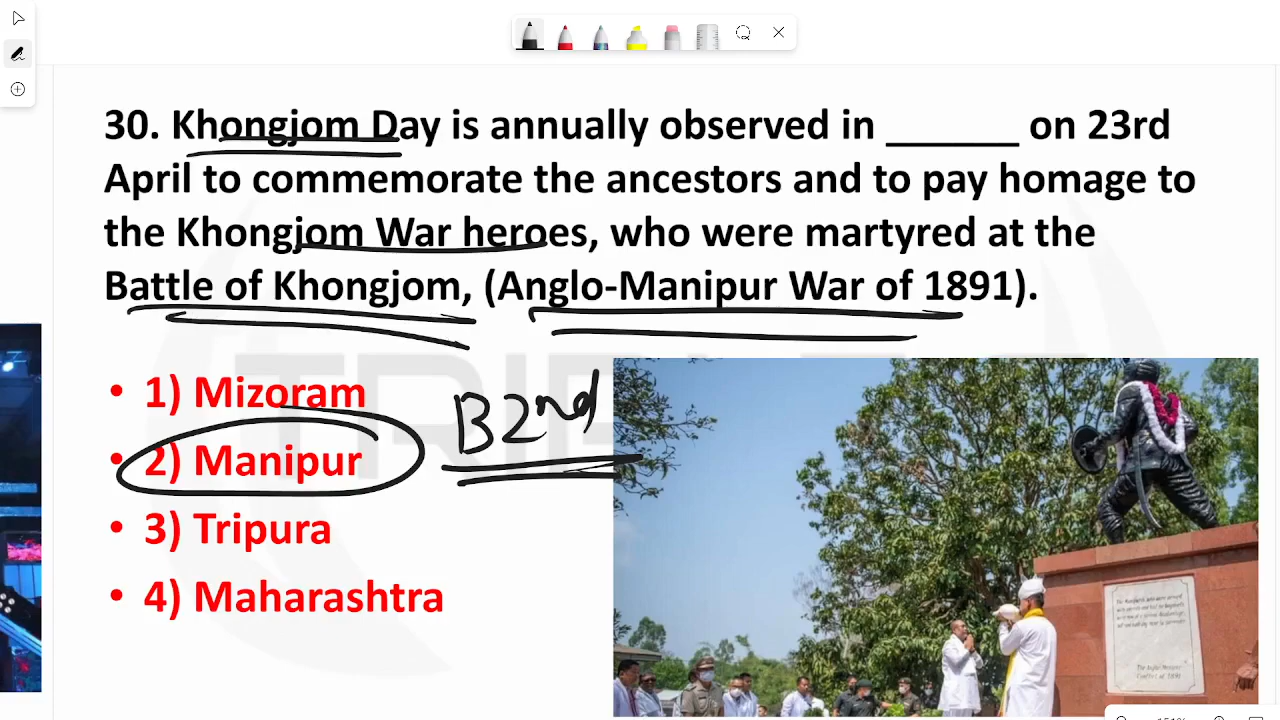 30. Khongjom Day is annually observed in ______ on 23rd
April to commemorate the ancestors and to pay homage to
the Khongjom War heroes, who were martyred at the
Battle of Khongjom, (Anglo-Manipur War of 1891).
• 1) Mizoram
• 2) Manipur
• 3) Tripura
• 4) Maharashtra
132nd